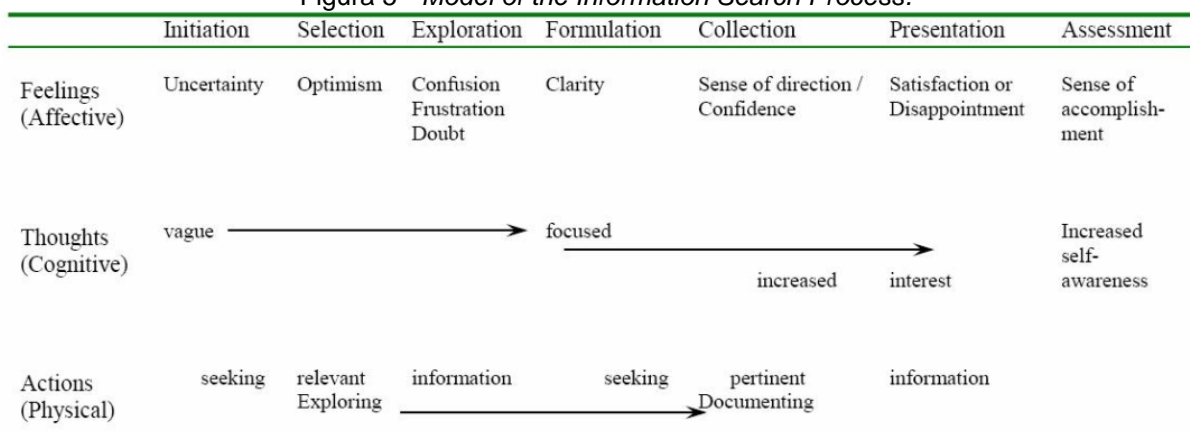 Figura 8 - Model of the Information Search Process.
Initiation Selection Exploration Formulation Collection Presentation Assessment
Feelings (Affective) Uncertainty Optimism Confusion Frustration Doubt Clarity Sense of direction / Confidence Satisfaction or Disappointment Sense of accomplish-ment
Thoughts (Cognitive) vague focused increased interest Increased self-awareness
Actions (Physical) seeking relevant information seeking pertinent information
Exploring Documenting